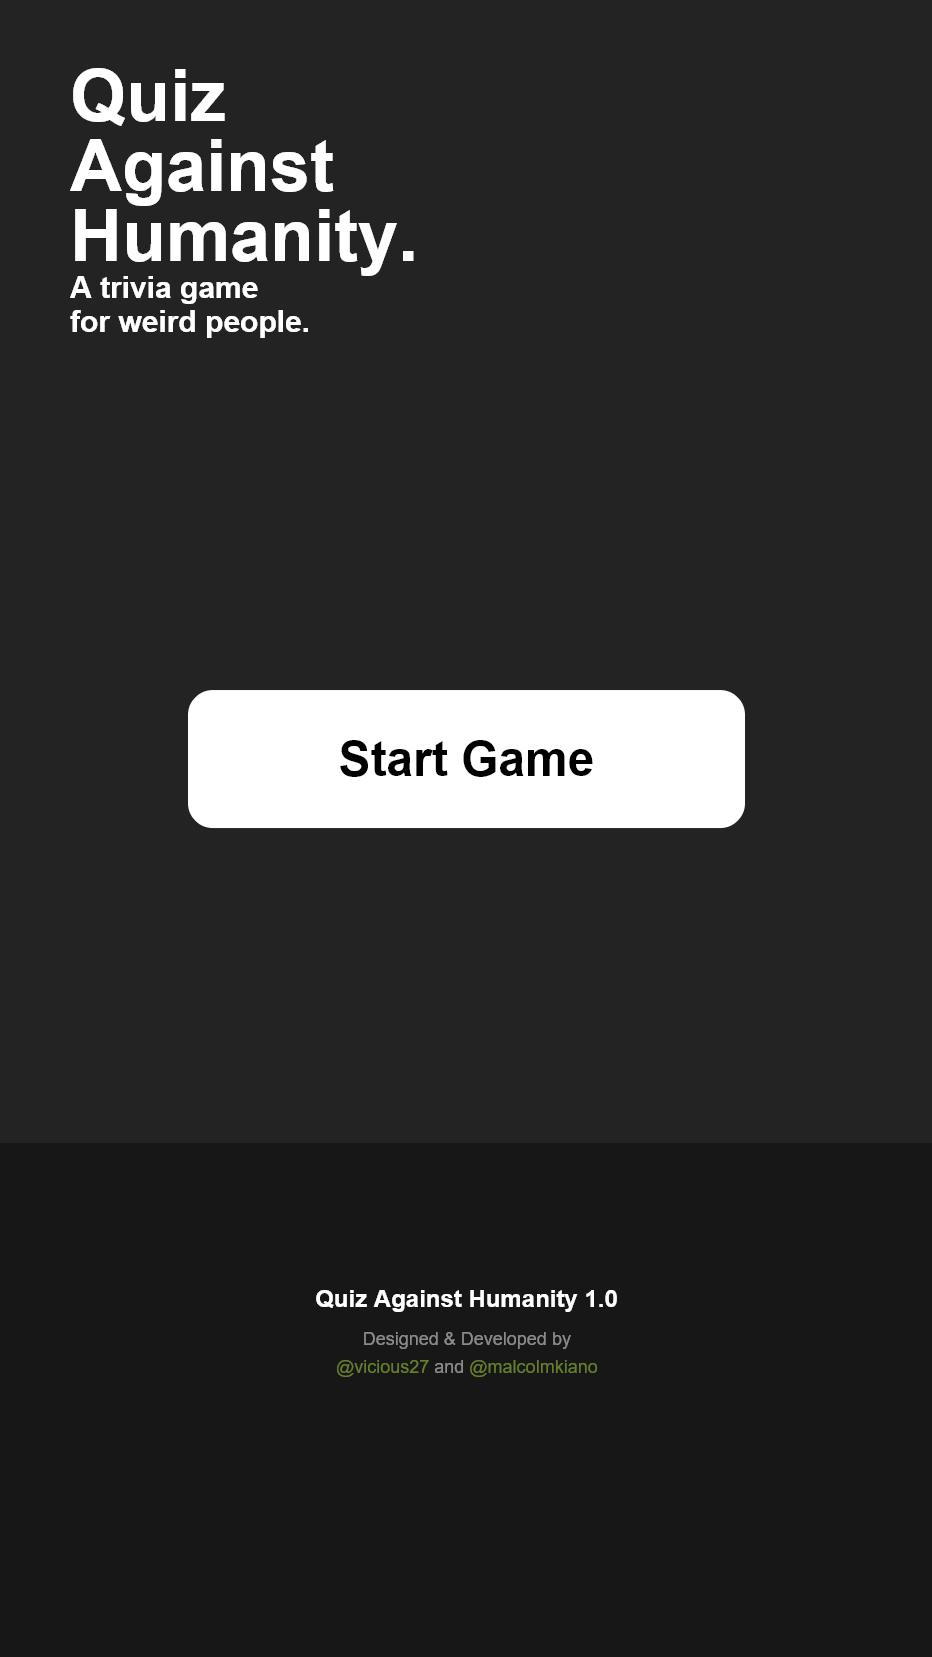 Quiz
Against
Humanity.
A trivia game
for weird people.
Start Game
Quiz Against Humanity 1.0
Designed & Developed by
@vicious27 and @malcolmkiano